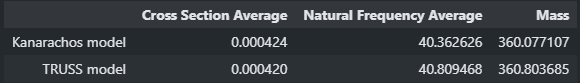 Cross Section Average Natural Frequency Average Mass
Kanarachos model 0.000424 40.362626 360.077107
TRUSS model 0.000420 40.809468 360.803685